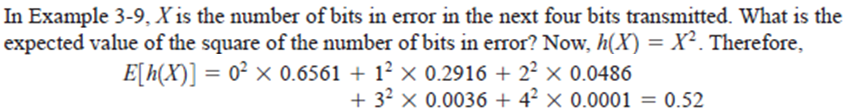 In Example 3-9, X is the number of bits in error in the next four bits transmitted. What is the
expected value of the square of the number of bits in error? Now, h(X) = X². Therefore,
E[h(X)] = 0² × 0.6561 + 1² × 0.2916 + 2² × 0.0486
+ 3² × 0.0036 + 4² × 0.0001 = 0.52